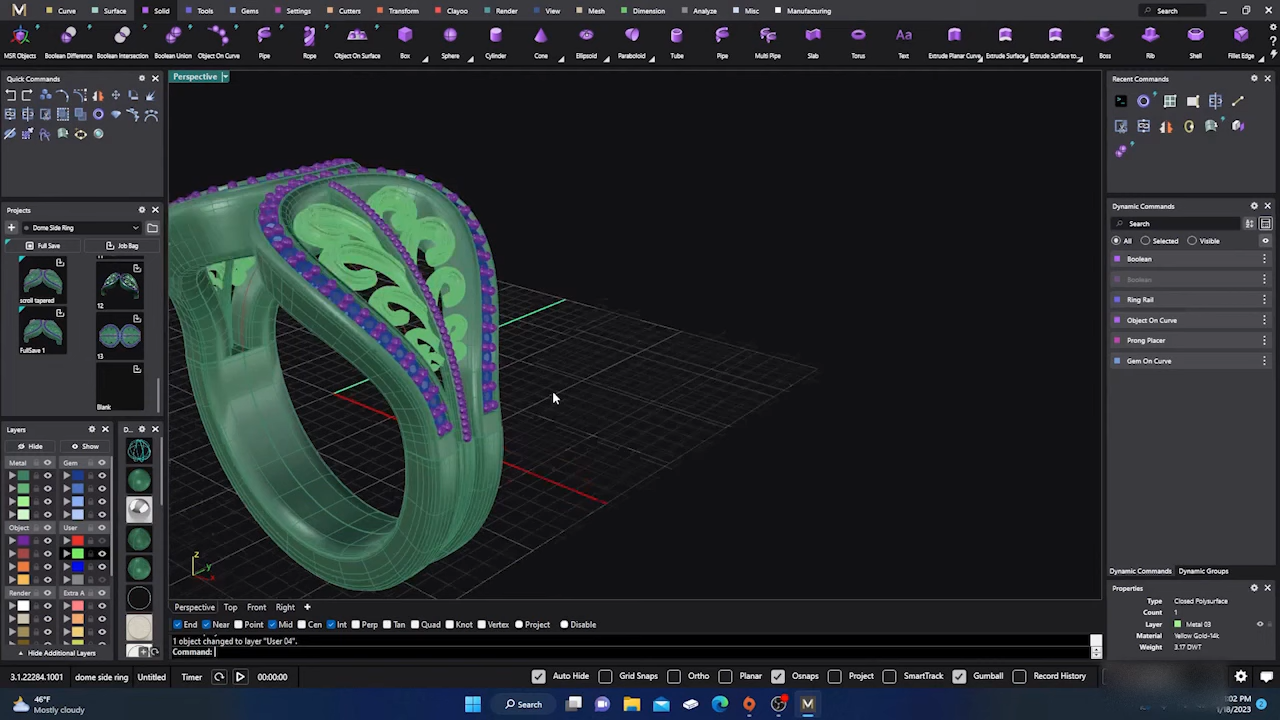 Curve Surface Solid Tools Gems Settings Cutters Transform Clayoo Render View Mesh Dimension Analyze Misc Manufacturing Search
MSR Objects Boolean Difference Boolean Intersection Boolean Union Object On Curve Pipe Rope Object On Surface Box Sphere Cylinder Cone Ellipsoid Paraboloid Tube Pipe Multi Pipe Slab Torus Text Extrude Planar Curve Extrude Surface Extrude Surface to... Boss Rib Shell Fillet Edge
Quick Commands
Perspective
Recent Commands
Projects
Dome Side Ring
Full Save Job Bag
scroll tapered
12
FullSave 1
13
Blank
Dynamic Commands
Search
All Selected Visible
Boolean
Boolean
Ring Rail
Object On Curve
Prong Placer
Gem On Curve
Layers
D...
Hide Show
Metal Gem
Object User
Render Extra A
Hide Additional Layers
z
y
x
Dynamic Commands Dynamic Groups
Properties
Type Closed Polysurface
Count 1
Layer Metal 03
Material Yellow Gold-14k
Weight 3.17 DWT
Perspective Top Front Right
End Near Point Mid Cen Int Perp Tan Quad Knot Vertex Project Disable
1 object changed to layer "User 04".
Command:
3.1.22284.1001 dome side ring Untitled Timer 00:00:00 Auto Hide Grid Snaps Ortho Planar Osnaps Project SmartTrack Gumball Record History
46°F
Mostly cloudy
Search
:02 PM
/18/2023